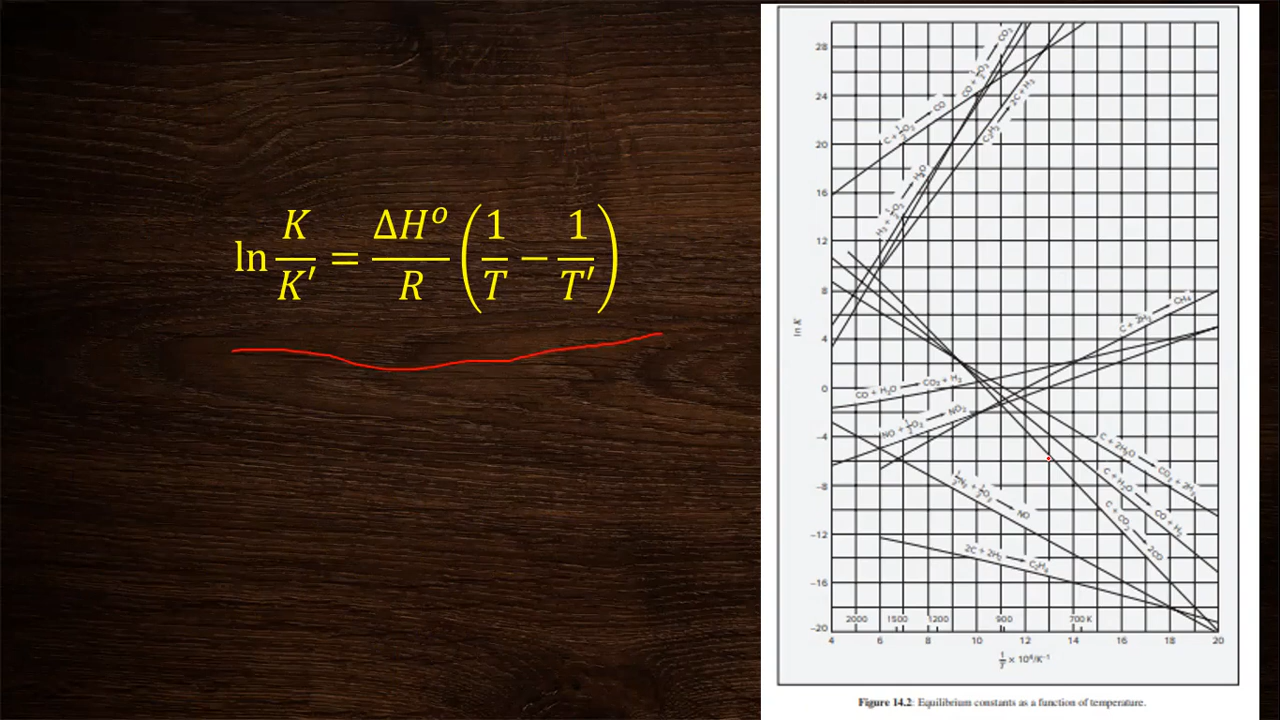 ln K/K′ = ΔH°/R (1/T − 1/T′)
28
24
20
16
12
8
4
0
−4
−8
−12
−16
−20
ln K
CO₂
CO + ½O₂
C + ½O₂ → CO
C₂H₂ → 2C + H₂
H₂ + ½O₂ → H₂O
C + 2H₂ → CH₄
CO + H₂O → CO₂ + H₂
NO + ½O₂ → NO₂
C + 2H₂O → CO₂ + 2H₂
C + H₂O → CO + H₂
C + CO₂ → 2CO
½N₂ + ½O₂ → NO
2C + 2H₂ → C₂H₄
2000 1500 1200 900 700 K
4 6 8 10 12 14 16 18 20
1/T × 10⁴/K⁻¹
Figure 14.2: Equilibrium constants as a function of temperature.